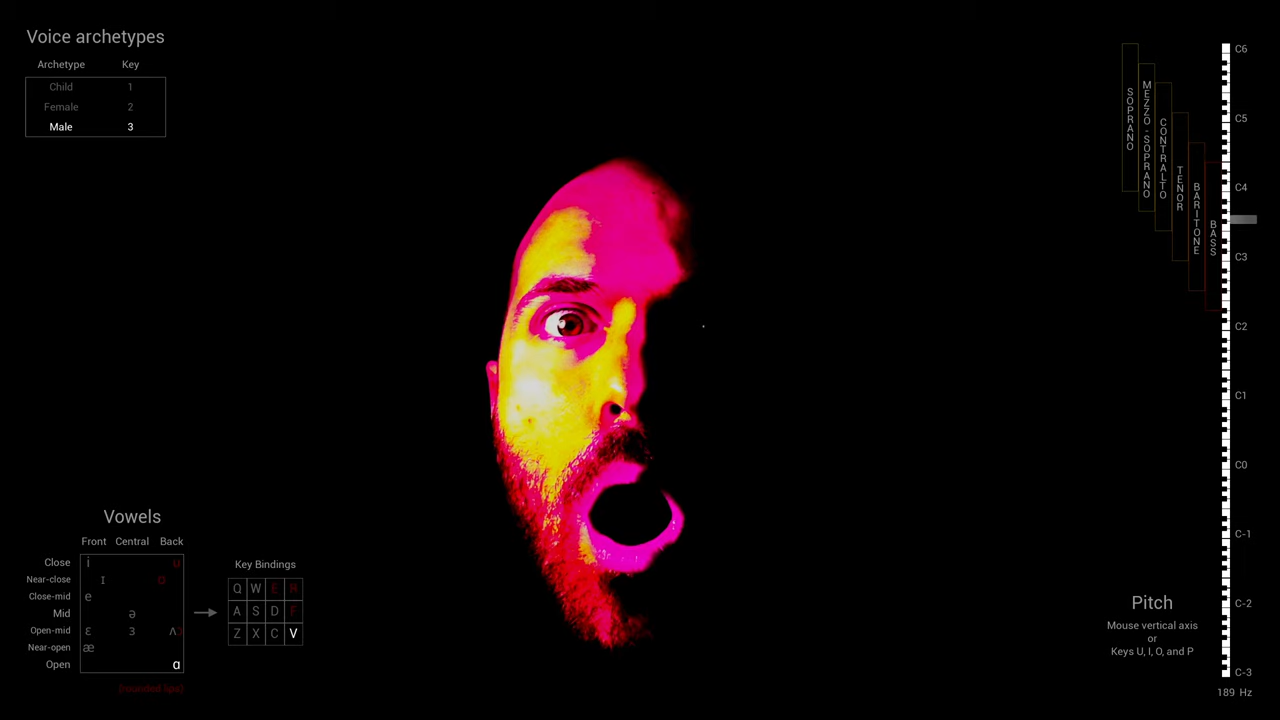 Voice archetypes
Archetype Key
Child 1
Female 2
Male 3
SOPRANO
MEZZO-SOPRANO
CONTRALTO
TENOR
BARITONE
BASS
C6
C5
C4
C3
C2
C1
C0
C-1
C-2
C-3
189 Hz
Vowels
Front Central Back
Close i u
Near-close ɪ ʊ
Close-mid e
Mid ə
Open-mid ɛ ɜ ʌ ɔ
Near-open æ
Open ɑ
(rounded lips)
Key Bindings
Q W E R
A S D F
Z X C V
Pitch
Mouse vertical axis
or
Keys U, I, O, and P